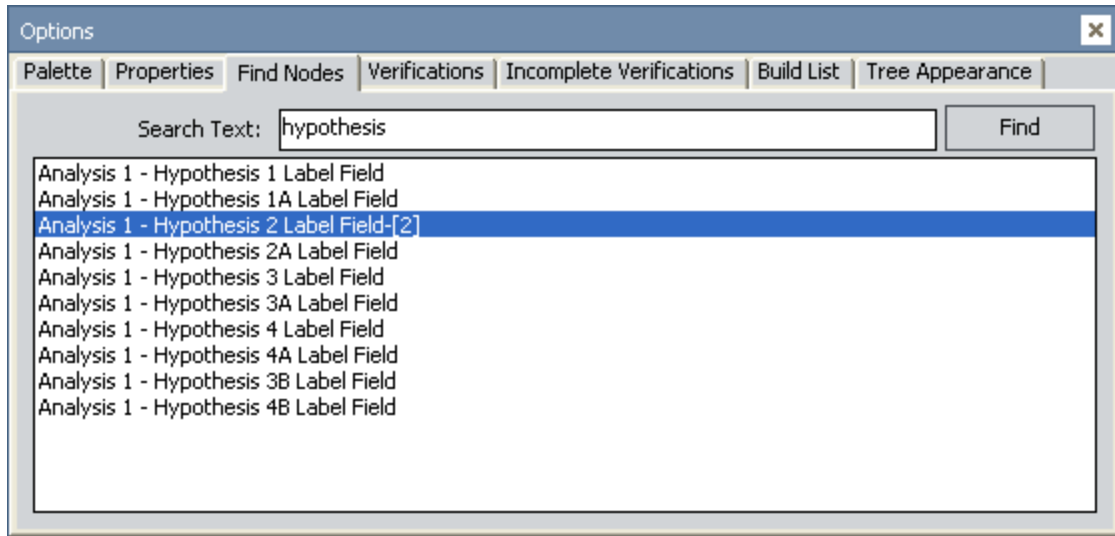 Options
Palette Properties Find Nodes Verifications Incomplete Verifications Build List Tree Appearance
Search Text: hypothesis Find
Analysis 1 - Hypothesis 1 Label Field
Analysis 1 - Hypothesis 1A Label Field
Analysis 1 - Hypothesis 2 Label Field-[2]
Analysis 1 - Hypothesis 2A Label Field
Analysis 1 - Hypothesis 3 Label Field
Analysis 1 - Hypothesis 3A Label Field
Analysis 1 - Hypothesis 4 Label Field
Analysis 1 - Hypothesis 4A Label Field
Analysis 1 - Hypothesis 3B Label Field
Analysis 1 - Hypothesis 4B Label Field